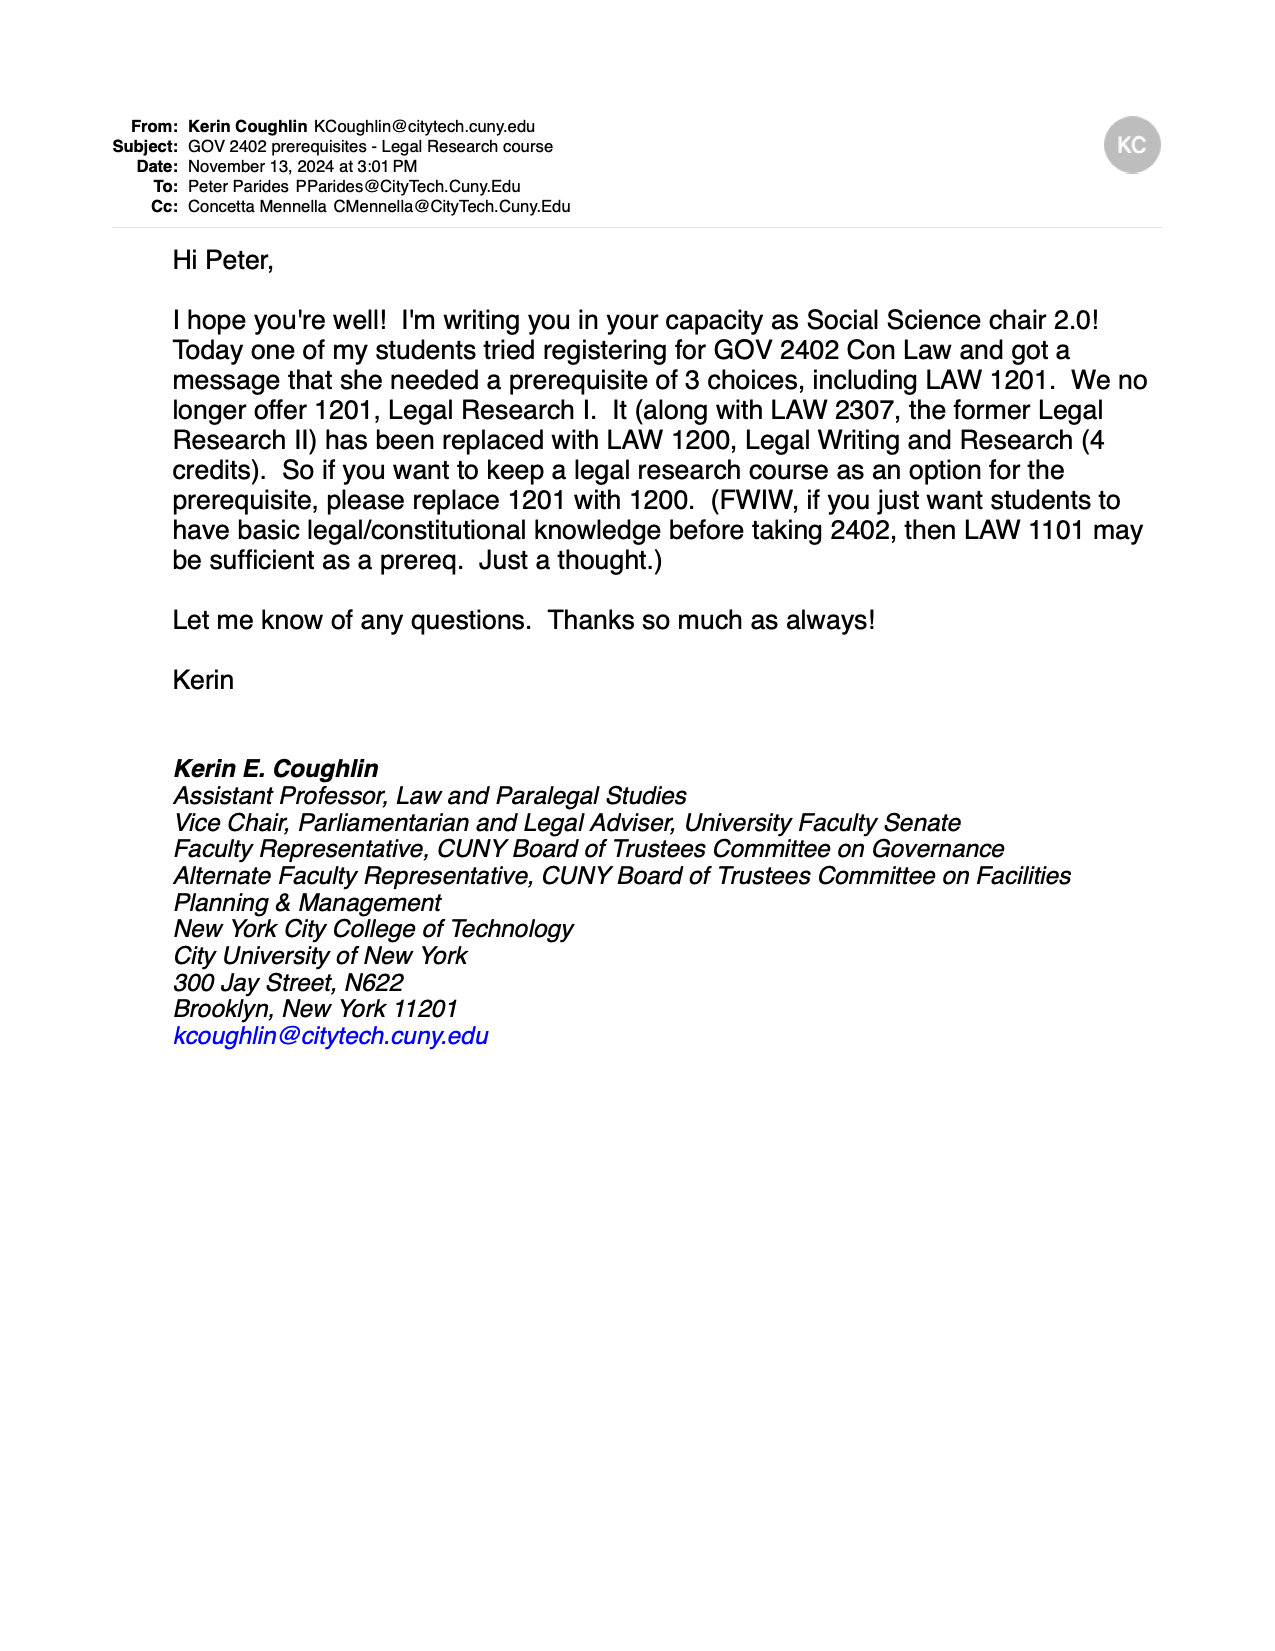 From: Kerin Coughlin KCoughlin@citytech.cuny.edu
Subject: GOV 2402 prerequisites - Legal Research course
Date: November 13, 2024 at 3:01 PM
To: Peter Parides PParides@CityTech.Cuny.Edu
Cc: Concetta Mennella CMennella@CityTech.Cuny.Edu
KC
Hi Peter,
I hope you're well!  I'm writing you in your capacity as Social Science chair 2.0!
Today one of my students tried registering for GOV 2402 Con Law and got a
message that she needed a prerequisite of 3 choices, including LAW 1201.  We no
longer offer 1201, Legal Research I.  It (along with LAW 2307, the former Legal
Research II) has been replaced with LAW 1200, Legal Writing and Research (4
credits).  So if you want to keep a legal research course as an option for the
prerequisite, please replace 1201 with 1200.  (FWIW, if you just want students to
have basic legal/constitutional knowledge before taking 2402, then LAW 1101 may
be sufficient as a prereq.  Just a thought.)
Let me know of any questions.  Thanks so much as always!
Kerin
Kerin E. Coughlin
Assistant Professor, Law and Paralegal Studies
Vice Chair, Parliamentarian and Legal Adviser, University Faculty Senate
Faculty Representative, CUNY Board of Trustees Committee on Governance
Alternate Faculty Representative, CUNY Board of Trustees Committee on Facilities
Planning & Management
New York City College of Technology
City University of New York
300 Jay Street, N622
Brooklyn, New York 11201
kcoughlin@citytech.cuny.edu